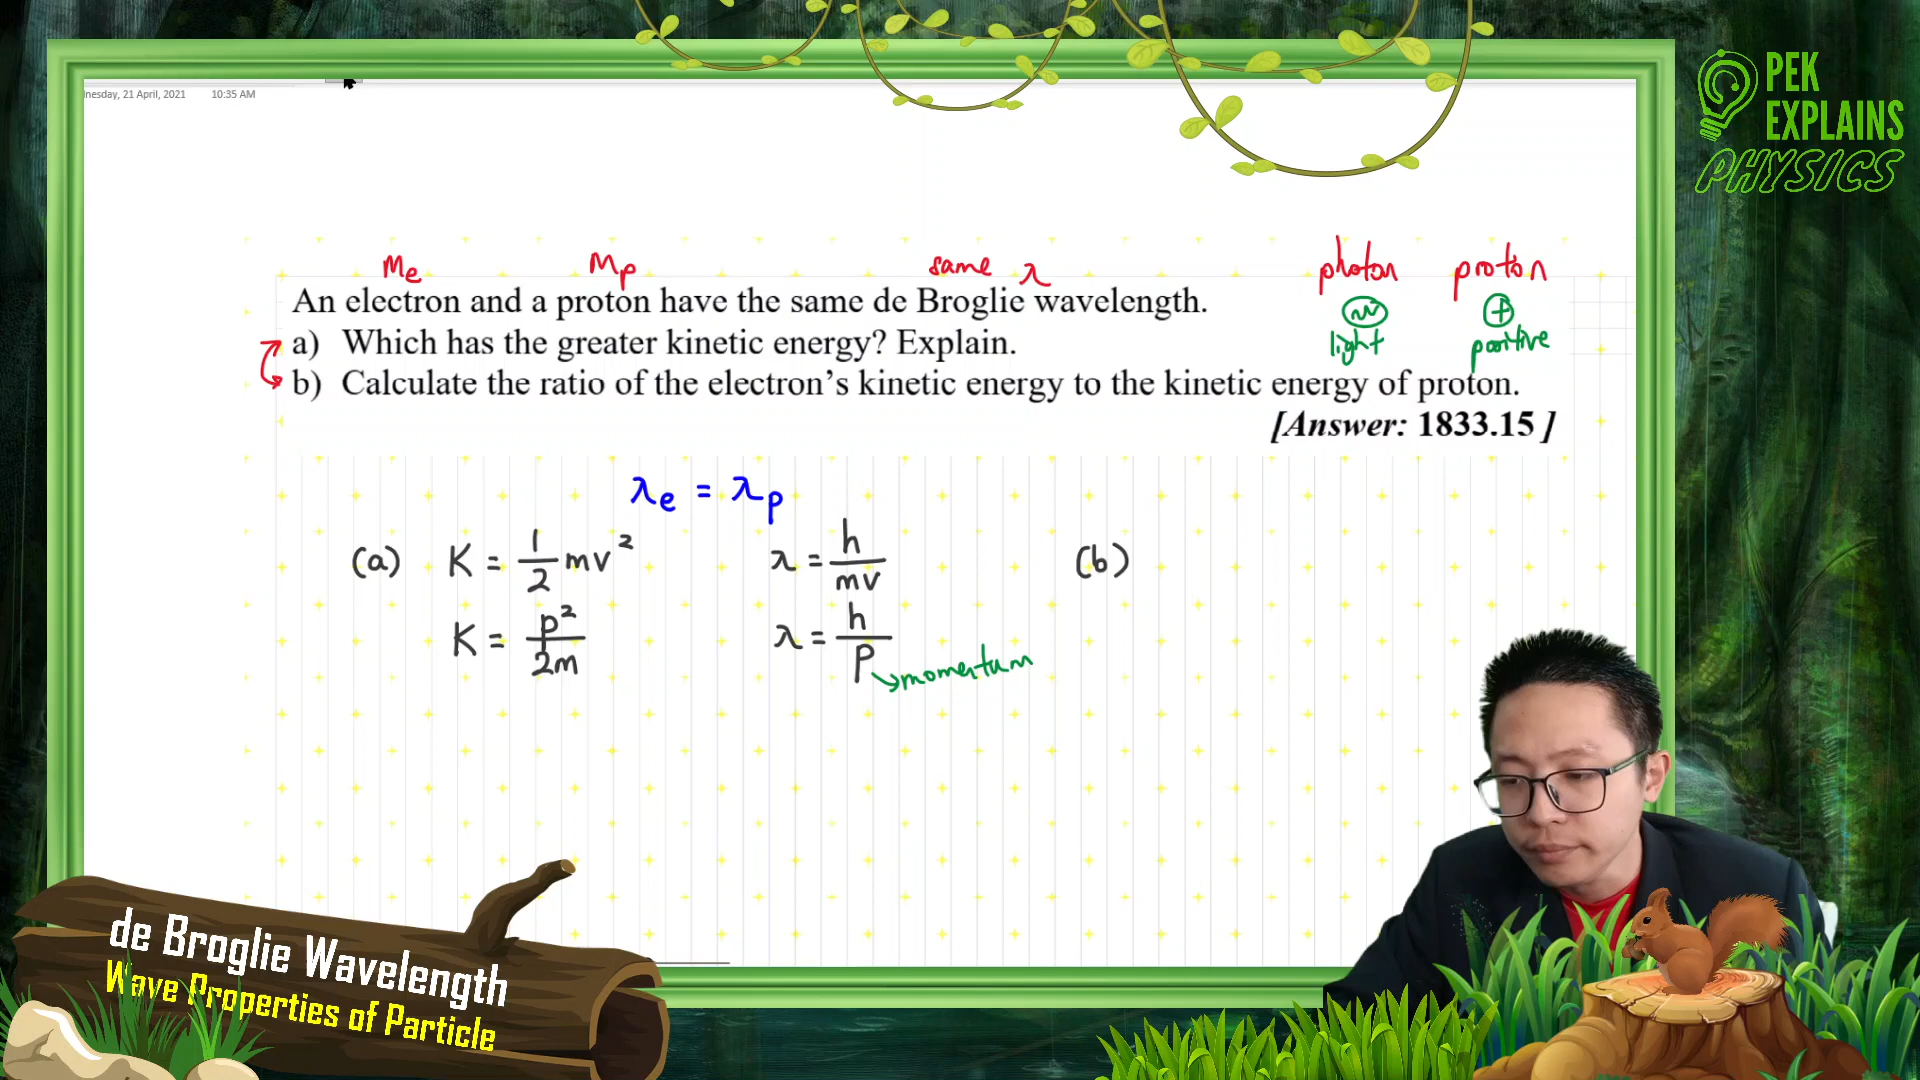 nesday, 21 April, 2021 10:35 AM
PEK
EXPLAINS
PHYSICS
Me Mp same λ photon proton
An electron and a proton have the same de Broglie wavelength.
light positive
a) Which has the greater kinetic energy? Explain.
b) Calculate the ratio of the electron’s kinetic energy to the kinetic energy of proton.
[Answer: 1833.15 ]
λe = λp
(a) K = 1/2 mv² λ = h/mv (b)
K = p²/2m λ = h/p
momentum
de Broglie Wavelength
Wave Properties of Particle